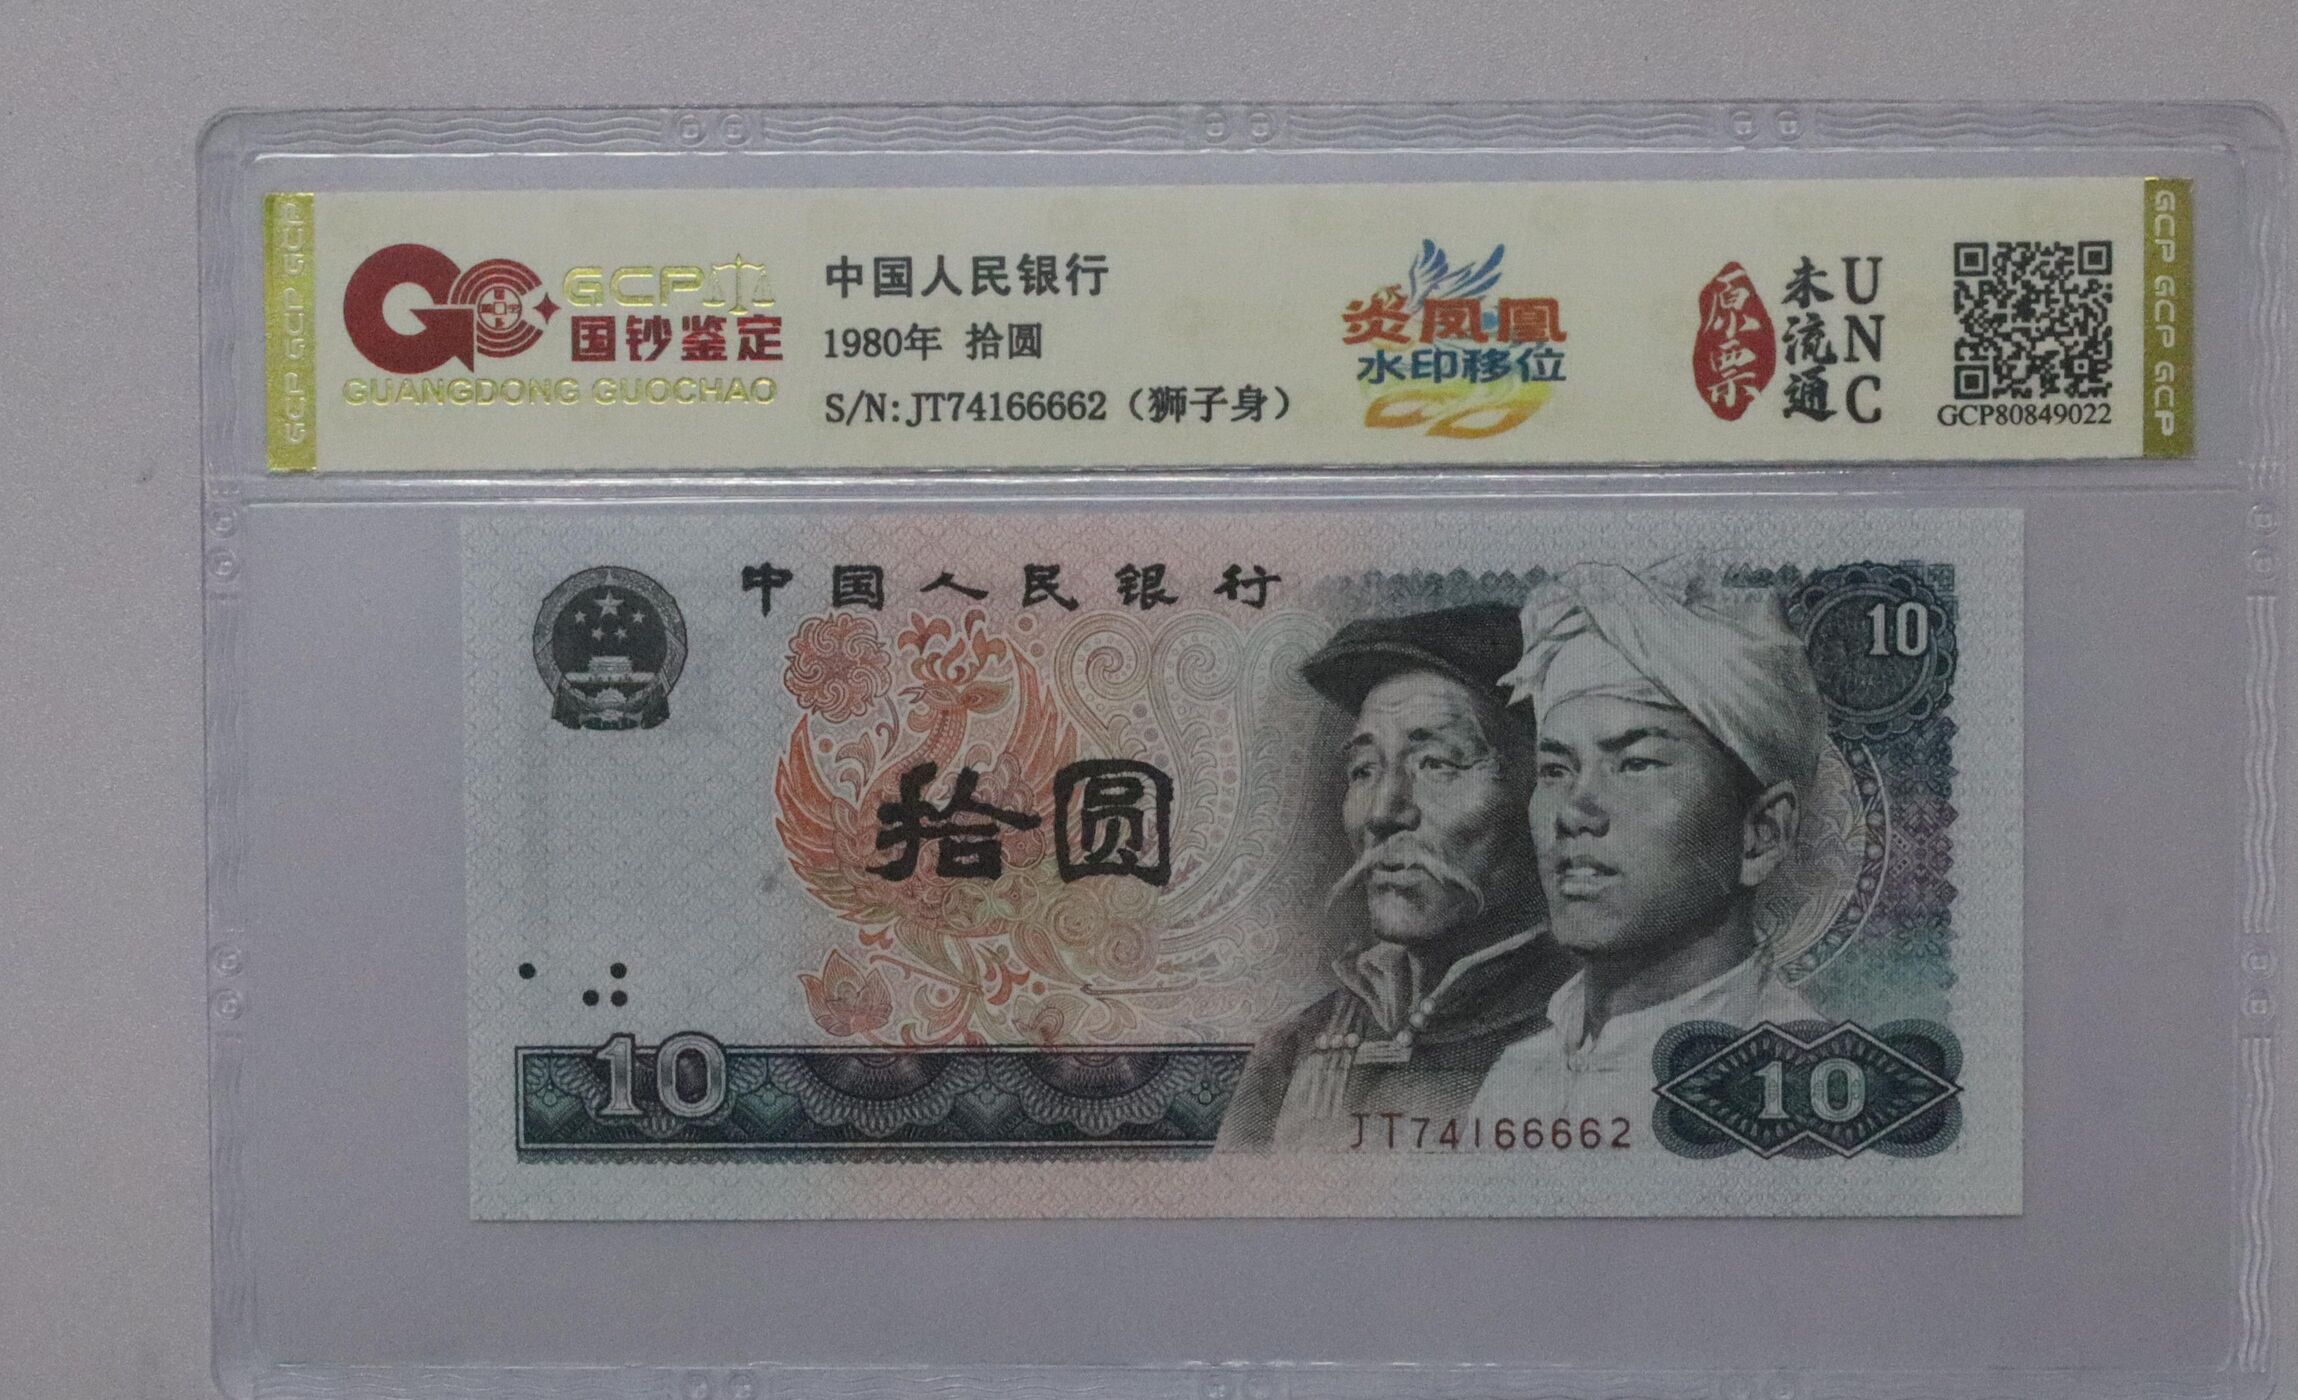 GCP GCP GCP
GCP
国钞鉴定
GUANGDONG GUOCHAO
中国人民银行
1980年 拾圆
S/N:JT74166662（狮子身）
炎凤凰
水印移位
原票
未流通
UNC
GCP80849022
GCP GCP GCP
中国人民银行
10
拾圆
10
10
JT74166662